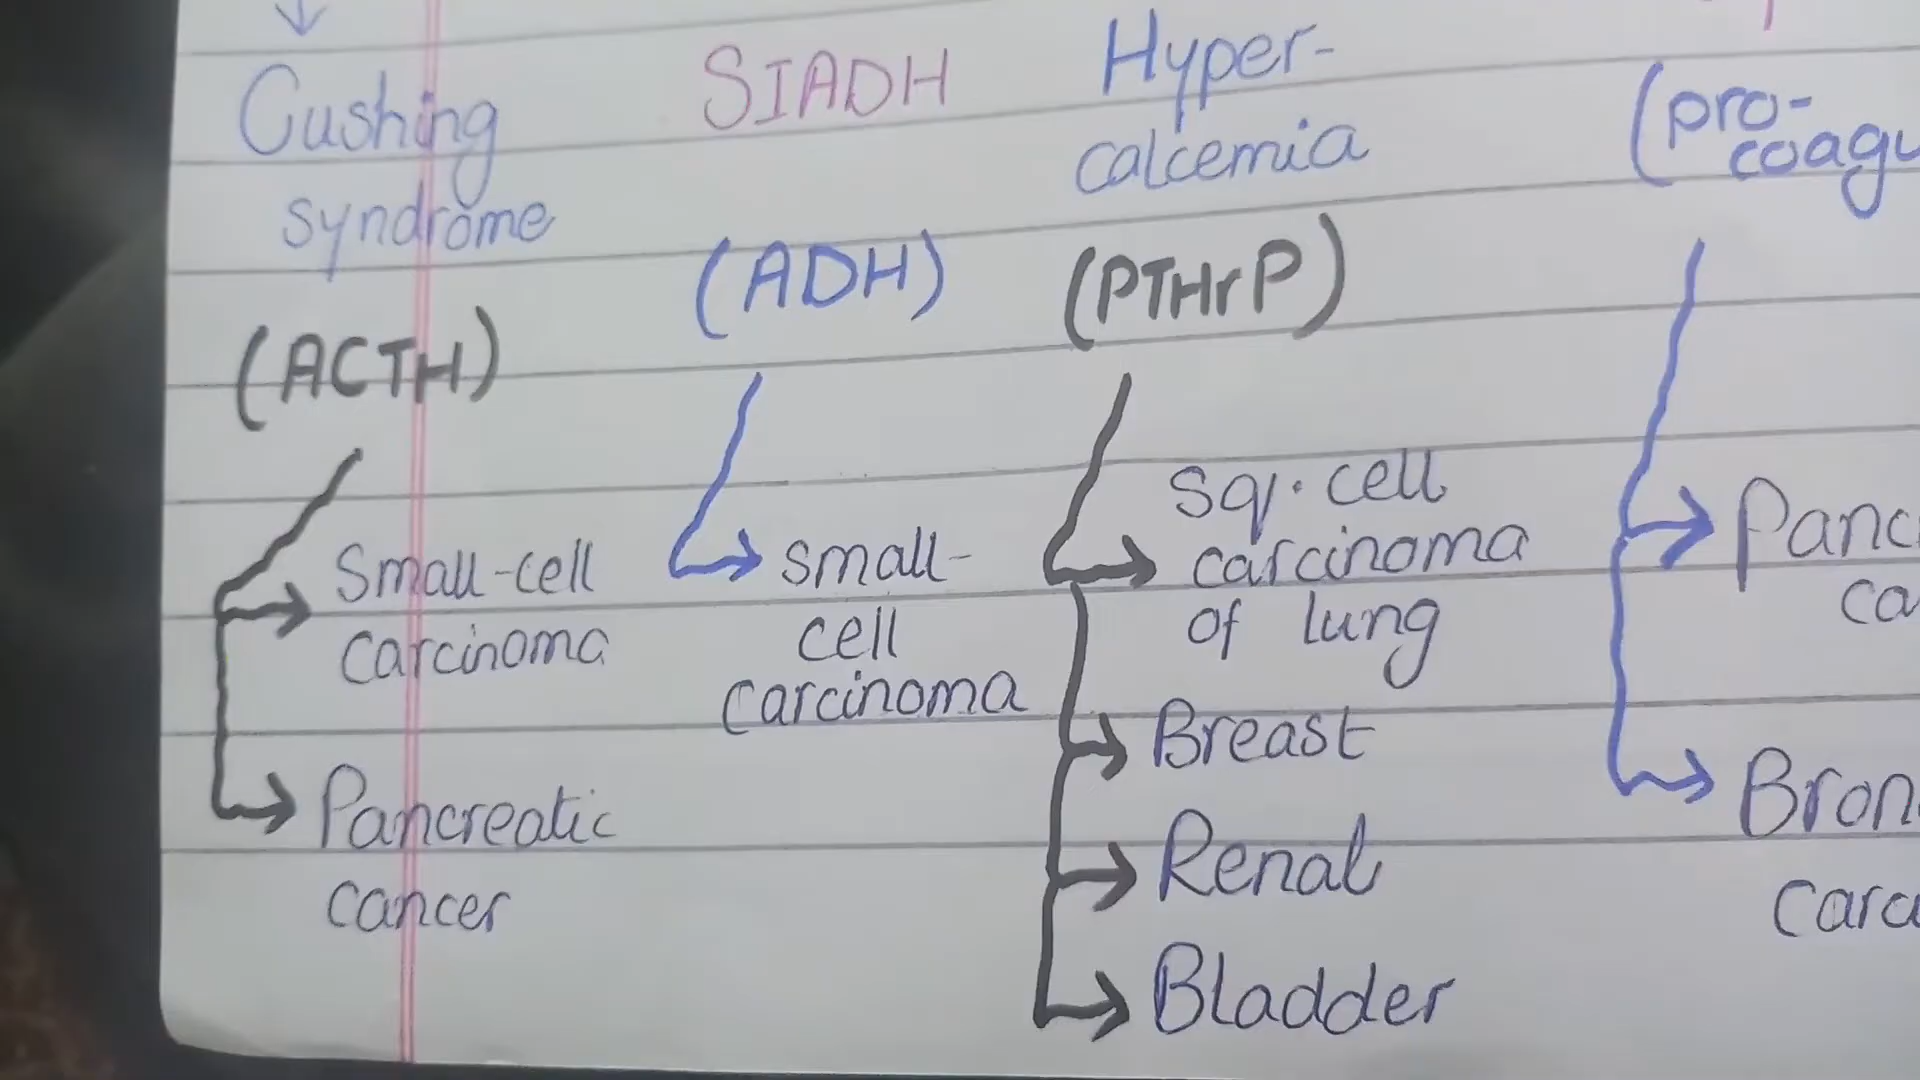 Cushing
syndrome
(ACTH)
Small-cell
carcinoma
Pancreatic
cancer
SIADH
(ADH)
small-
cell
carcinoma
Hyper-
calcemia
(PTHrP)
Sq. cell
carcinoma
of lung
Breast
Renal
Bladder
(pro-